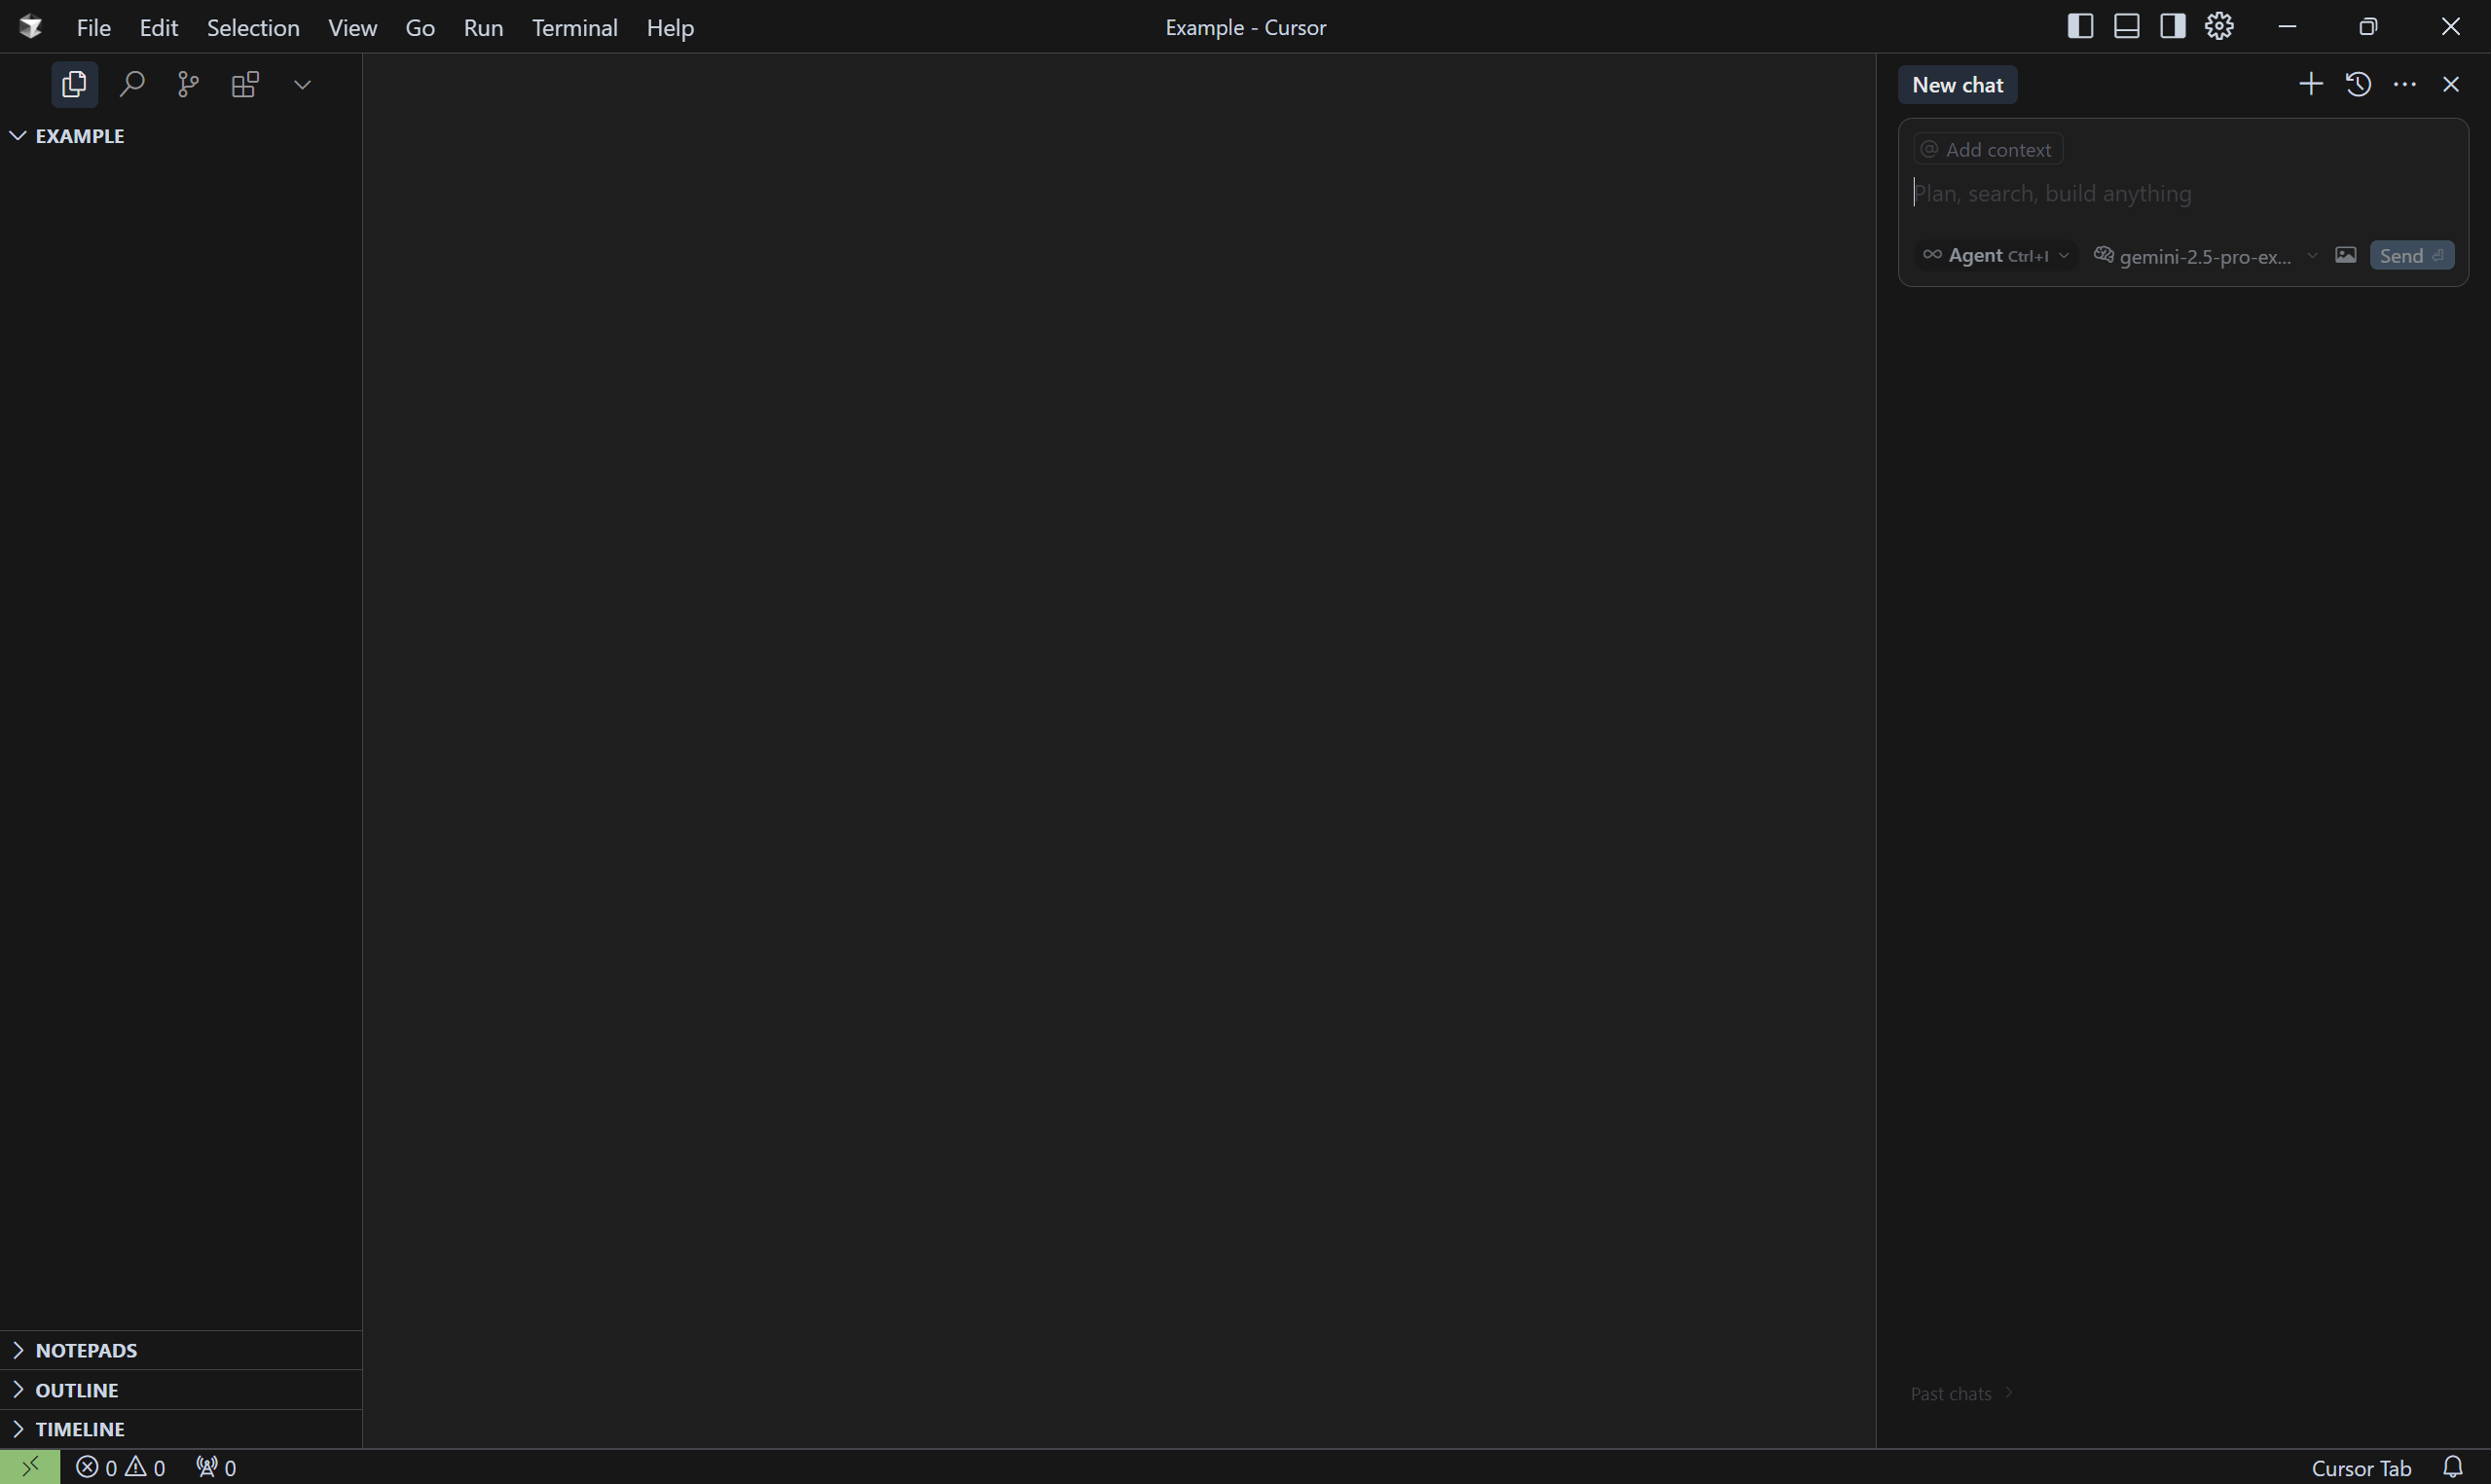 File Edit Selection View Go Run Terminal Help
Example - Cursor
EXAMPLE
New chat
@ Add context
Plan, search, build anything
Agent Ctrl+I gemini-2.5-pro-ex... Send
Past chats
NOTEPADS
OUTLINE
TIMELINE
0 0 0
Cursor Tab